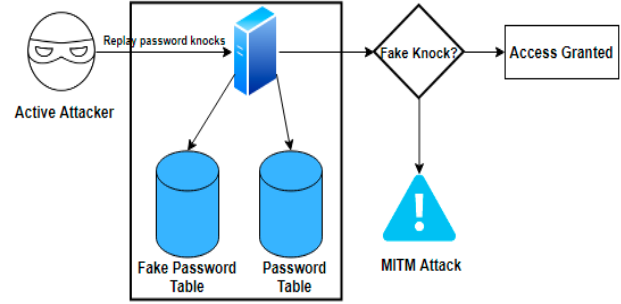 Replay password knocks
Fake Knock?
Access Granted
Active Attacker
Fake Password
Table
Password
Table
MITM Attack